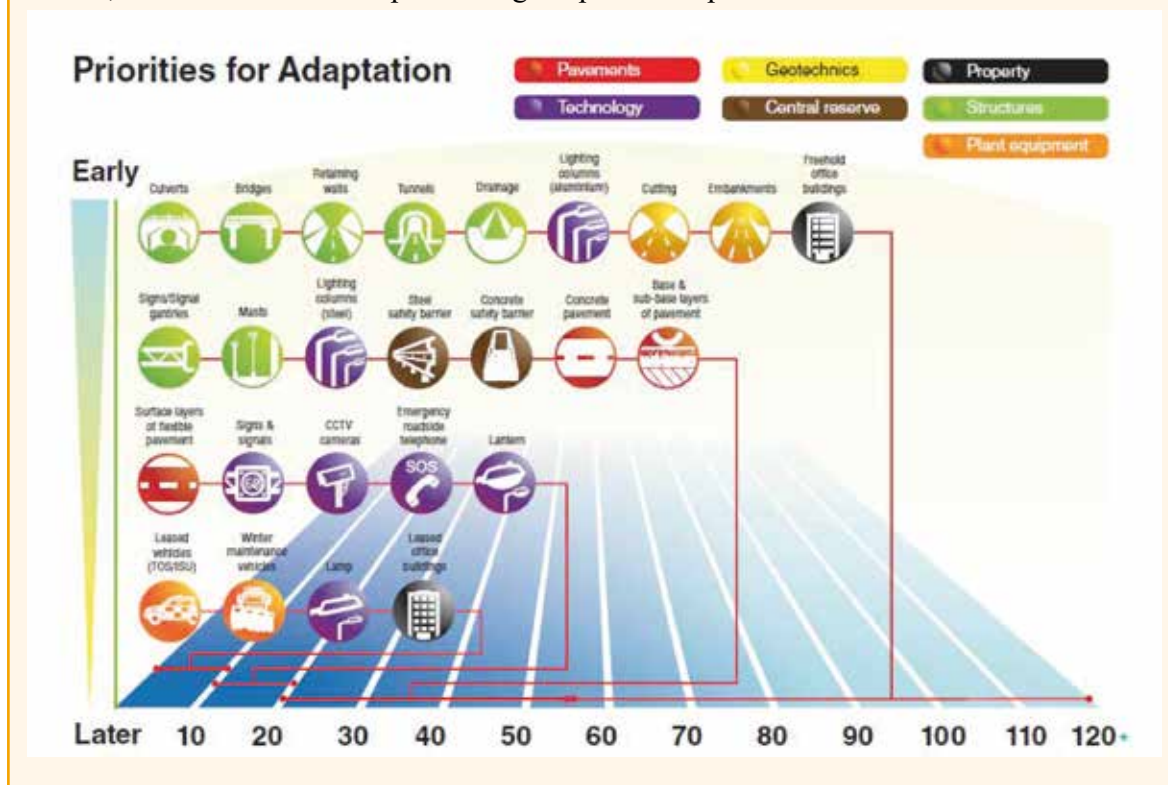 Priorities for Adaptation
Pavements
Geotechnics
Property
Technology
Central reserve
Structures
Plant equipment
Early
Culverts
Bridges
Retaining
walls
Tunnels
Drainage
Lighting
columns
(aluminium)
Cutting
Embankments
Freehold
office
buildings
Signs/Signal
gantries
Masts
Lighting
columns
(steel)
Steel
safety barrier
Concrete
safety barrier
Concrete
pavement
Base &
sub-base layers
of pavement
Surface layers
of flexible
pavement
Signs &
signals
CCTV
cameras
Emergency
roadside
telephone
SOS
Lantern
Leased
vehicles
(TOS/ISU)
Winter
maintenance
vehicles
Lamp
Leased
office
buildings
Later 10 20 30 40 50 60 70 80 90 100 110 120+